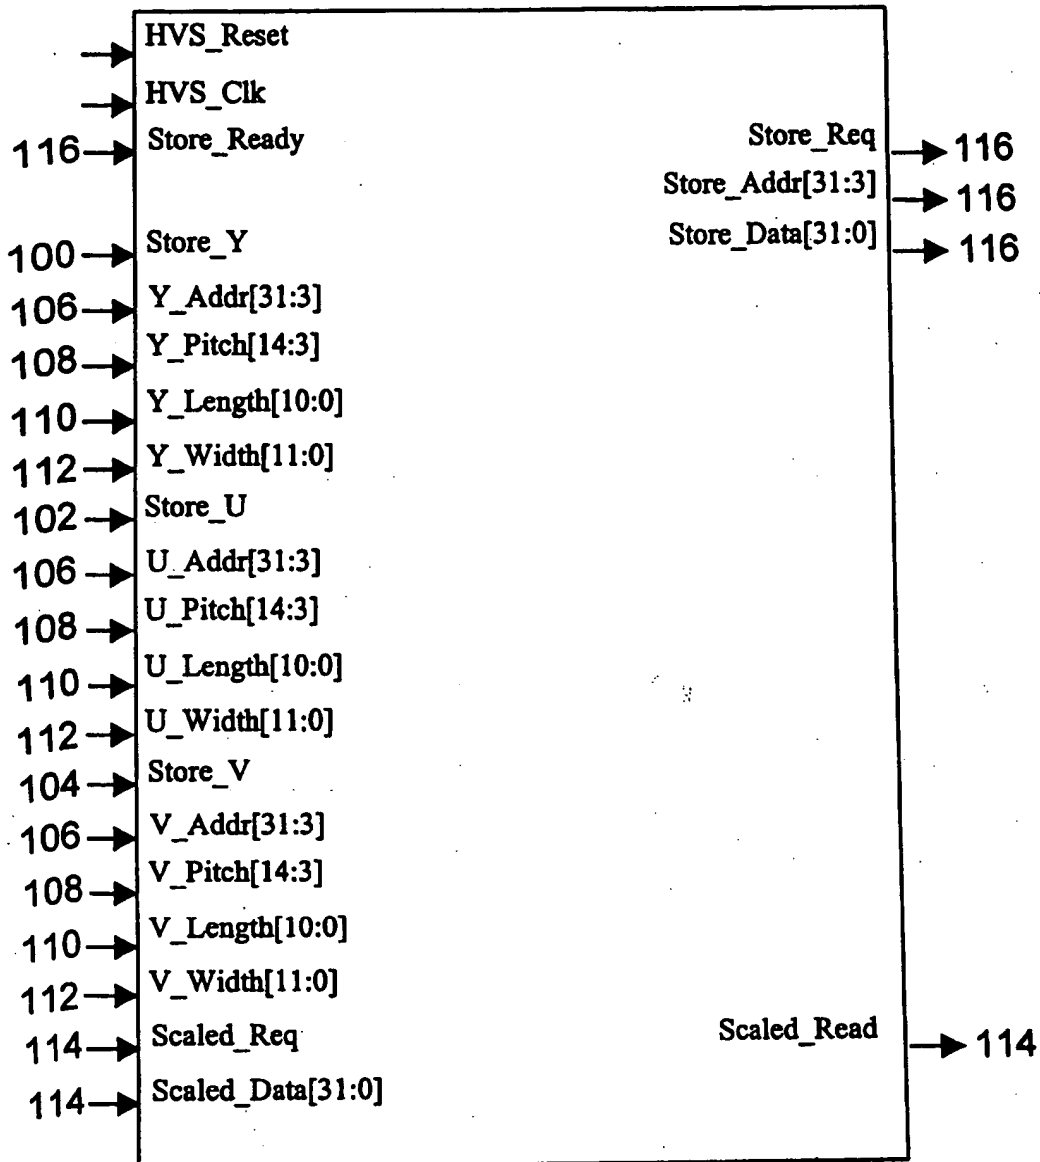 HVS_Reset
HVS_Clk
116 Store_Ready Store_Req 116
Store_Addr[31:3] 116
100 Store_Y Store_Data[31:0] 116
106 Y_Addr[31:3]
108 Y_Pitch[14:3]
110 Y_Length[10:0]
112 Y_Width[11:0]
102 Store_U
106 U_Addr[31:3]
108 U_Pitch[14:3]
110 U_Length[10:0]
112 U_Width[11:0]
104 Store_V
106 V_Addr[31:3]
108 V_Pitch[14:3]
110 V_Length[10:0]
112 V_Width[11:0]
114 Scaled_Req Scaled_Read 114
114 Scaled_Data[31:0]